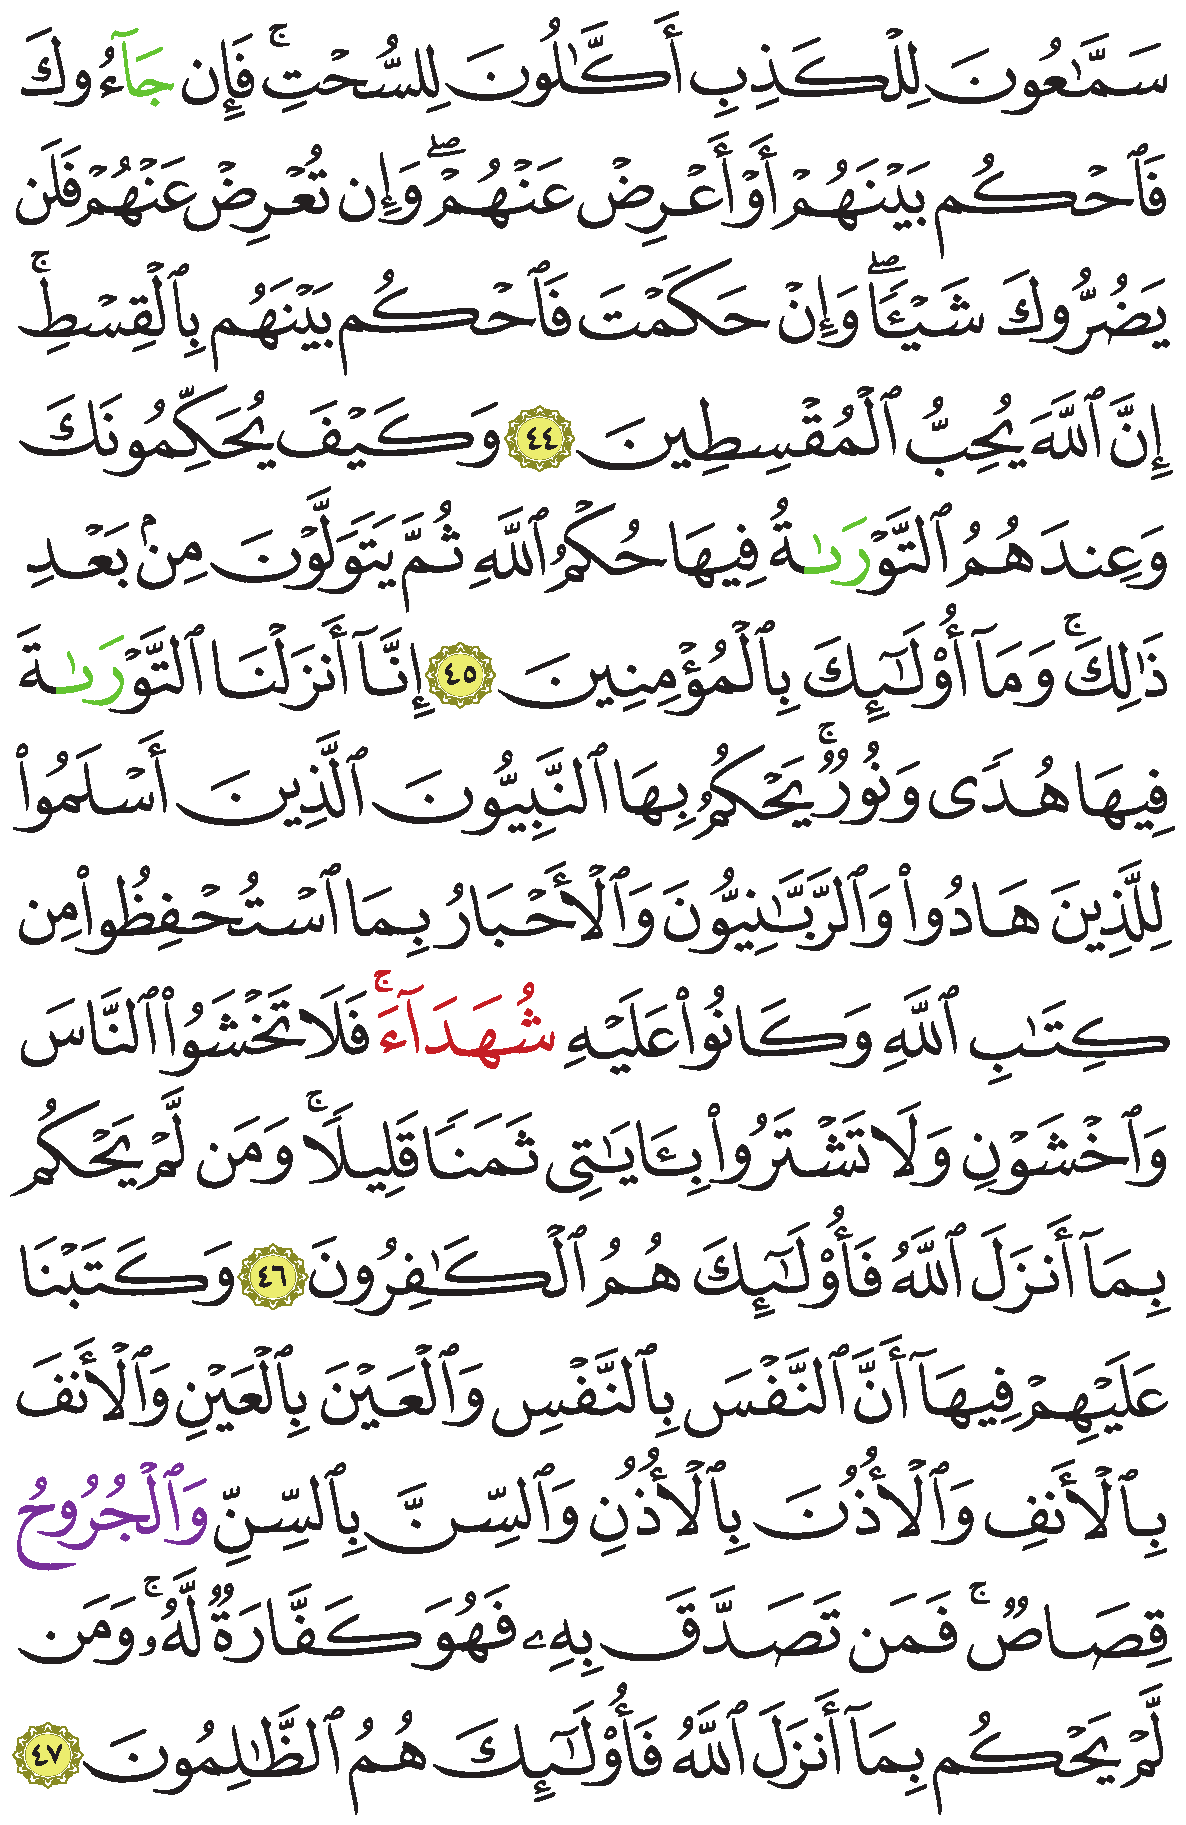 سَمَّٰعُونَ لِلْكَذِبِ أَكَّٰلُونَ لِلسُّحْتِۚ فَإِن جَآءُوكَ
فَٱحْكُم بَيْنَهُمْ أَوْ أَعْرِضْ عَنْهُمْۖ وَإِن تُعْرِضْ عَنْهُمْ فَلَن
يَضُرُّوكَ شَيْـًٔاۖ وَإِنْ حَكَمْتَ فَٱحْكُم بَيْنَهُم بِٱلْقِسْطِۚ
إِنَّ ٱللَّهَ يُحِبُّ ٱلْمُقْسِطِينَ ٤٤ وَكَيْفَ يُحَكِّمُونَكَ
وَعِندَهُمُ ٱلتَّوْرَىٰةُ فِيهَا حُكْمُ ٱللَّهِ ثُمَّ يَتَوَلَّوْنَ مِنۢ بَعْدِ
ذَٰلِكَۚ وَمَآ أُوْلَٰٓئِكَ بِٱلْمُؤْمِنِينَ ٤٥ إِنَّآ أَنزَلْنَا ٱلتَّوْرَىٰةَ
فِيهَا هُدًى وَنُورٌۚ يَحْكُمُ بِهَا ٱلنَّبِيُّونَ ٱلَّذِينَ أَسْلَمُوا۟
لِلَّذِينَ هَادُوا۟ وَٱلرَّبَّٰنِيُّونَ وَٱلْأَحْبَارُ بِمَا ٱسْتُحْفِظُوا۟ مِن
كِتَٰبِ ٱللَّهِ وَكَانُوا۟ عَلَيْهِ شُهَدَآءَۚ فَلَا تَخْشَوُا۟ ٱلنَّاسَ
وَٱخْشَوْنِ وَلَا تَشْتَرُوا۟ بِـَٔايَٰتِى ثَمَنًا قَلِيلًاۚ وَمَن لَّمْ يَحْكُم
بِمَآ أَنزَلَ ٱللَّهُ فَأُوْلَٰٓئِكَ هُمُ ٱلْكَٰفِرُونَ ٤٦ وَكَتَبْنَا
عَلَيْهِمْ فِيهَآ أَنَّ ٱلنَّفْسَ بِٱلنَّفْسِ وَٱلْعَيْنَ بِٱلْعَيْنِ وَٱلْأَنفَ
بِٱلْأَنفِ وَٱلْأُذُنَ بِٱلْأُذُنِ وَٱلسِّنَّ بِٱلسِّنِّ وَٱلْجُرُوحُ
قِصَاصٌۚ فَمَن تَصَدَّقَ بِهِۦ فَهُوَ كَفَّارَةٌ لَّهُۥۚ وَمَن
لَّمْ يَحْكُم بِمَآ أَنزَلَ ٱللَّهُ فَأُوْلَٰٓئِكَ هُمُ ٱلظَّٰلِمُونَ ٤٧